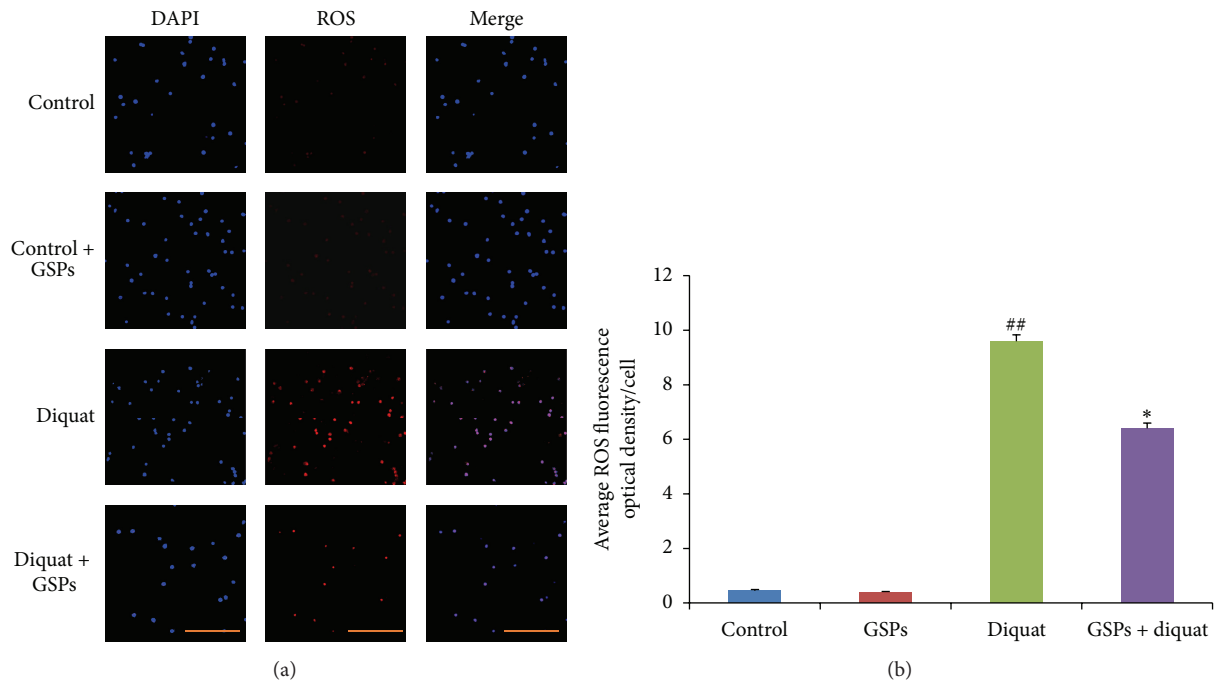 DAPI ROS Merge
Control
Control +
GSPs
Diquat
Diquat +
GSPs
(a)
Average ROS fluorescence
optical density/cell
12
10
8
6
4
2
0
##
*
Control GSPs Diquat GSPs + diquat
(b)